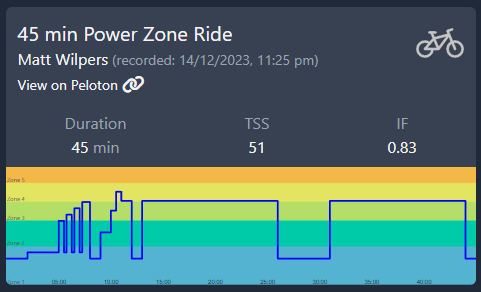 45 min Power Zone Ride
Matt Wilpers (recorded: 14/12/2023, 11:25 pm)
View on Peloton
Duration TSS IF
45 min 51 0.83
Zone 5
Zone 4
Zone 3
Zone 2
Zone 1
05:00 10:00 15:00 20:00 25:00 30:00 35:00 40:00